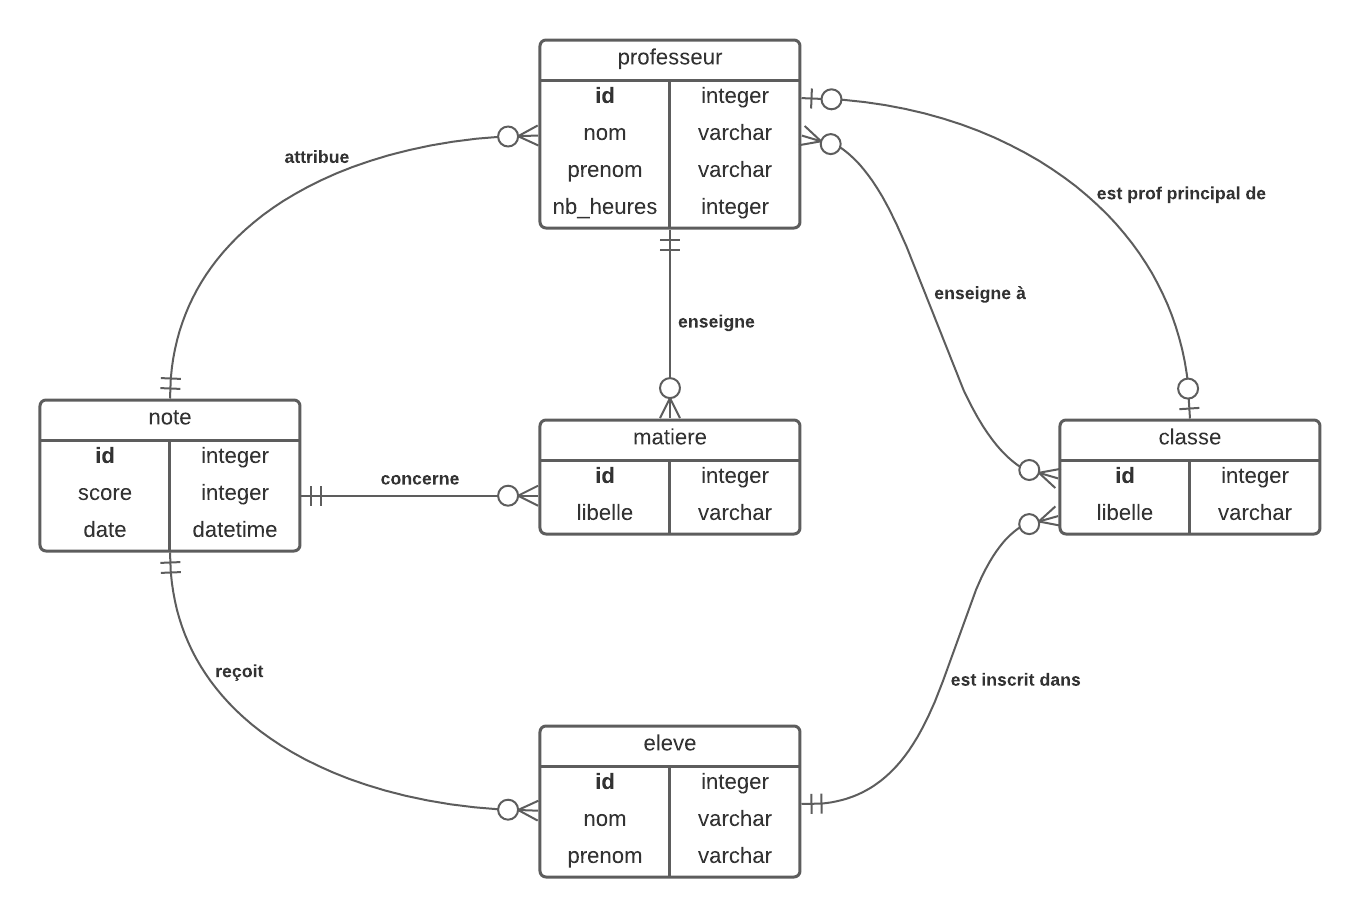 professeur
id integer
nom varchar
prenom varchar
nb_heures integer
attribue
est prof principal de
enseigne à
enseigne
note
id integer
score integer
date datetime
concerne
matiere
id integer
libelle varchar
classe
id integer
libelle varchar
reçoit
est inscrit dans
eleve
id integer
nom varchar
prenom varchar